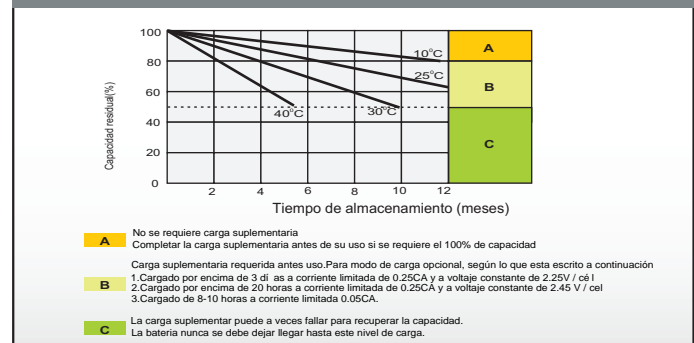 100
80
60
40
20
0
Capacidad residual(%)
10°C
25°C
30°C
40°C
A
B
C
2 4 6 8 10 12
Tiempo de almacenamiento (meses)
A
No se requiere carga suplementaria
Completar la carga suplementaria antes de su uso si se requiere el 100% de capacidad
Carga suplementaria requerida antes uso.Para modo de carga opcional, según lo que esta escrito a continuación
B
1.Cargado por encima de 3 dí as a corriente limitada de 0.25CA y a voltaje constante de 2.25V / cé l
2.Cargado por encima de 20 horas a corriente limitada de 0.25CA y a voltaje constante de 2.45 V / cel
3.Cargado de 8-10 horas a corriente limitada 0.05CA.
C
La carga suplementar puede a veces fallar para recuperar la capacidad.
La bateria nunca se debe dejar llegar hasta este nivel de carga.